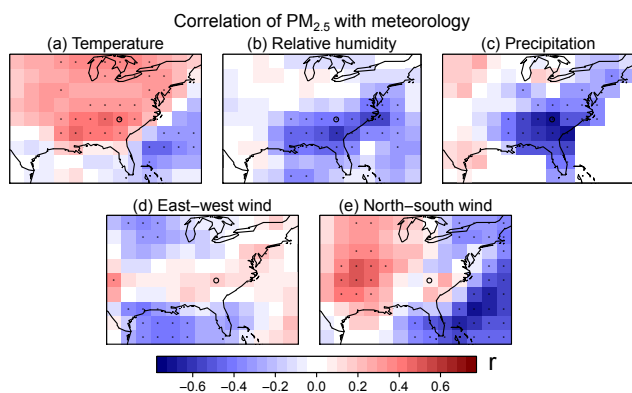 Correlation of PM2.5 with meteorology
(a) Temperature
(b) Relative humidity
(c) Precipitation
(d) East−west wind
(e) North−south wind
−0.6 −0.4 −0.2 0.0 0.2 0.4 0.6
r